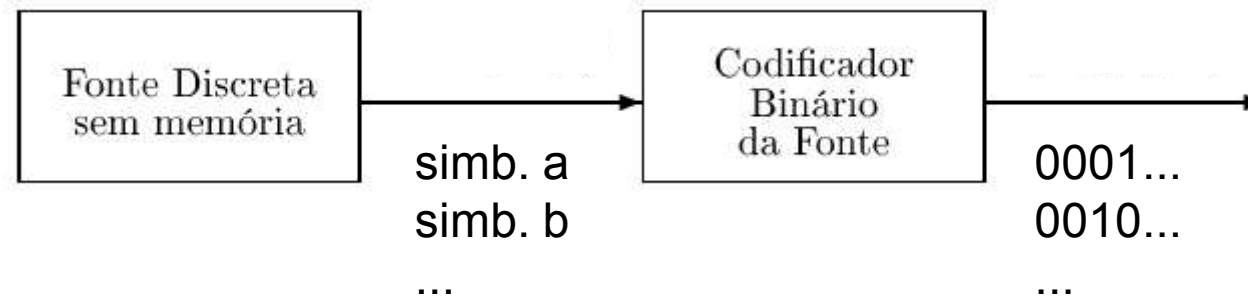 Fonte Discreta
sem memória
Codificador
Binário
da Fonte
simb. a
simb. b
...
0001...
0010...
...